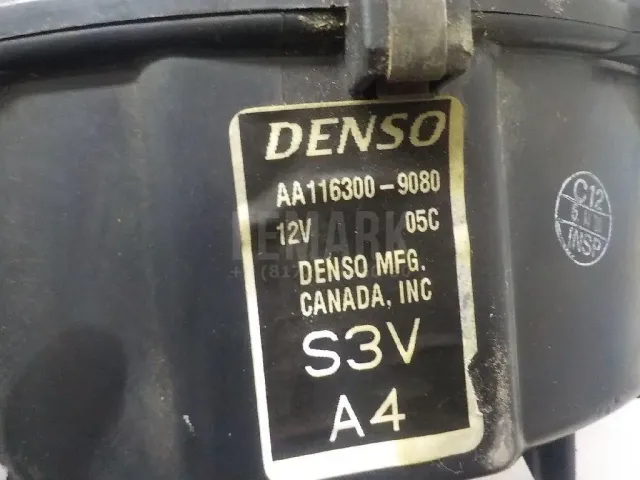 DENSO
AA116300-9080
12V 05C
DENSO MFG.
CANADA, INC
S3V
A4
C12
INSP